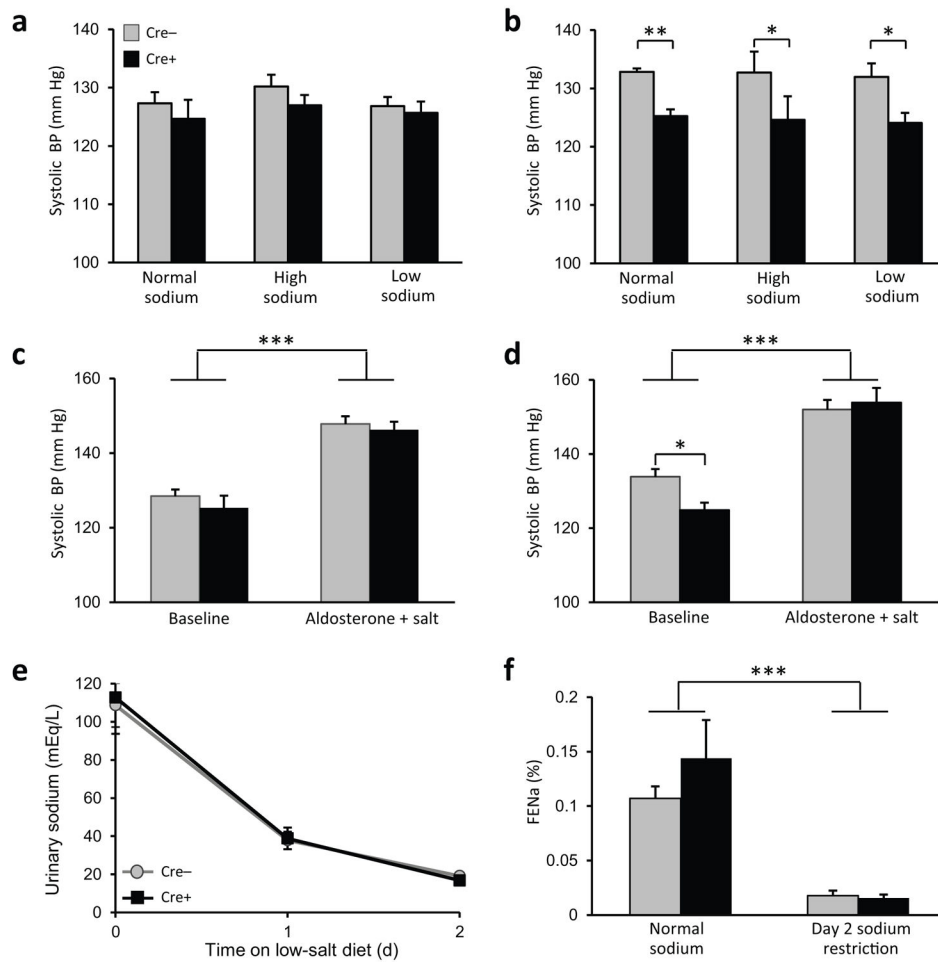 a
140
130
120
110
100
Systolic BP (mm Hg)
Cre–
Cre+
Normal sodium
High sodium
Low sodium
b
140
130
120
110
100
Systolic BP (mm Hg)
**
*
*
Normal sodium
High sodium
Low sodium
c
160
140
120
100
Systolic BP (mm Hg)
***
Baseline
Aldosterone + salt
d
160
140
120
100
Systolic BP (mm Hg)
***
*
Baseline
Aldosterone + salt
e
120
100
80
60
40
20
0
Urinary sodium (mEq/L)
Cre–
Cre+
0
1
2
Time on low-salt diet (d)
f
0.2
0.15
0.1
0.05
0
FENa (%)
***
Normal sodium
Day 2 sodium restriction